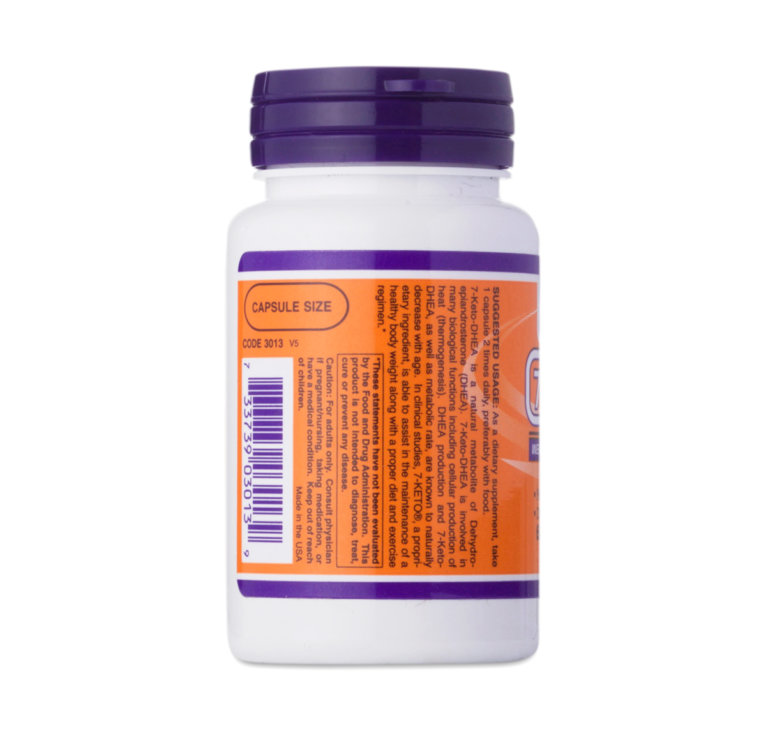 CAPSULE SIZE
CODE 3013 V5
7 33739 03013 9
SUGGESTED USAGE: As a dietary supplement, take
1 capsule 2 times daily, preferably with food.
7-Keto-DHEA is a natural metabolite of Dehydro-
epiandrosterone (DHEA). 7-Keto-DHEA is involved in
many biological functions including cellular production of
heat (thermogenesis). DHEA production and 7-Keto-
DHEA, as well as metabolic rate, are known to naturally
decrease with age. In clinical studies, 7-KETO®, a propri-
etary ingredient, is able to assist in the maintenance of a
healthy body weight along with a proper diet and exercise
regimen.*
*These statements have not been evaluated
by the Food and Drug Administration. This
product is not intended to diagnose, treat,
cure or prevent any disease.
Caution: For adults only. Consult physician
if pregnant/nursing, taking medication, or
have a medical condition. Keep out of reach
of children.
Made in the USA
7